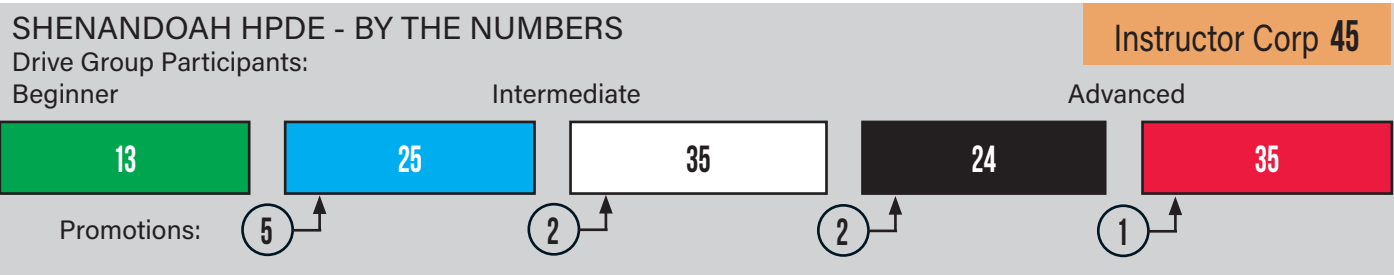 SHENANDOAH HPDE - BY THE NUMBERS
Instructor Corp 45
Drive Group Participants:
Beginner Intermediate Advanced
13 25 35 24 35
Promotions: 5 2 2 1